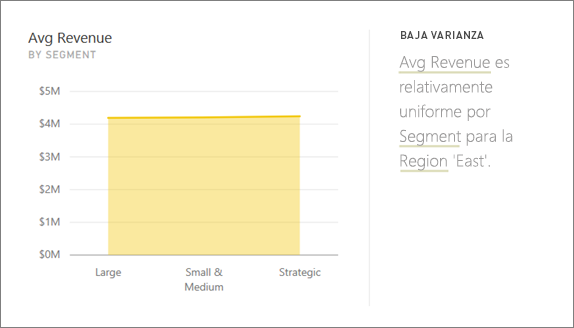 Avg Revenue
BY SEGMENT
$5M
$4M
$3M
$2M
$1M
$0M
Large
Small &
Medium
Strategic
BAJA VARIANZA
Avg Revenue es
relativamente
uniforme por
Segment para la
Region 'East'.